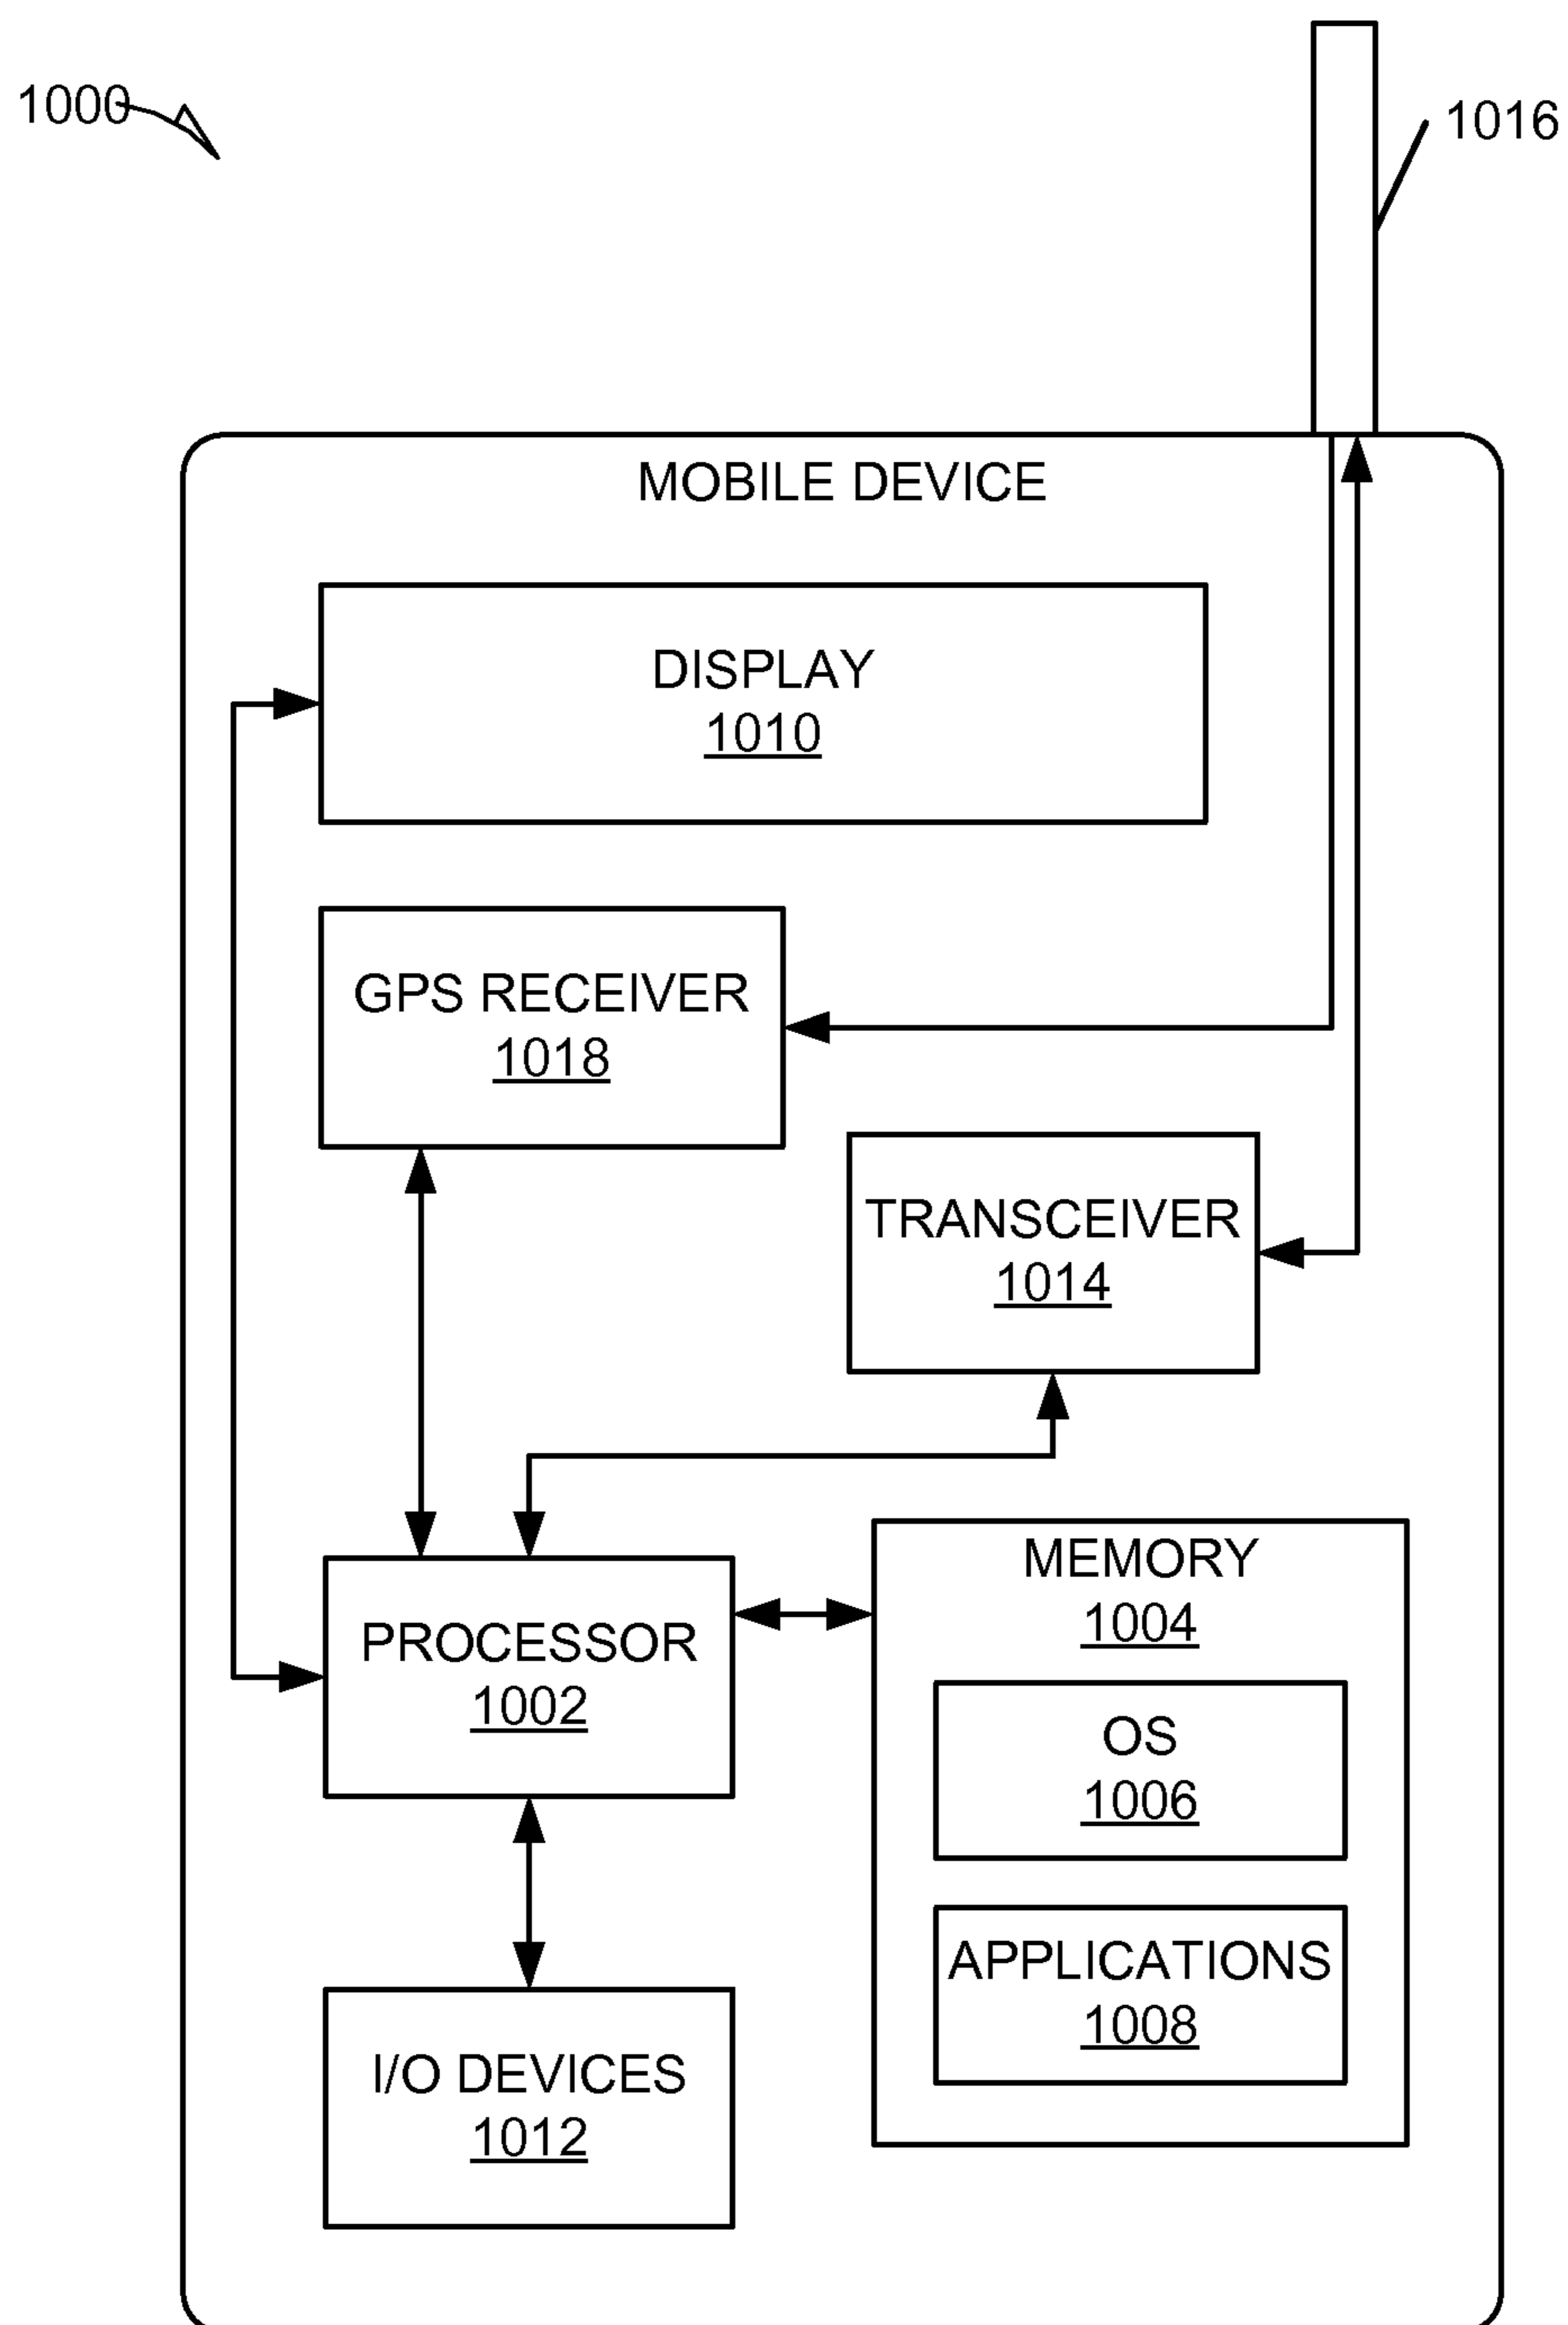 1000
1016
MOBILE DEVICE
DISPLAY
1010
GPS RECEIVER
1018
TRANSCEIVER
1014
PROCESSOR
1002
MEMORY
1004
OS
1006
APPLICATIONS
1008
I/O DEVICES
1012